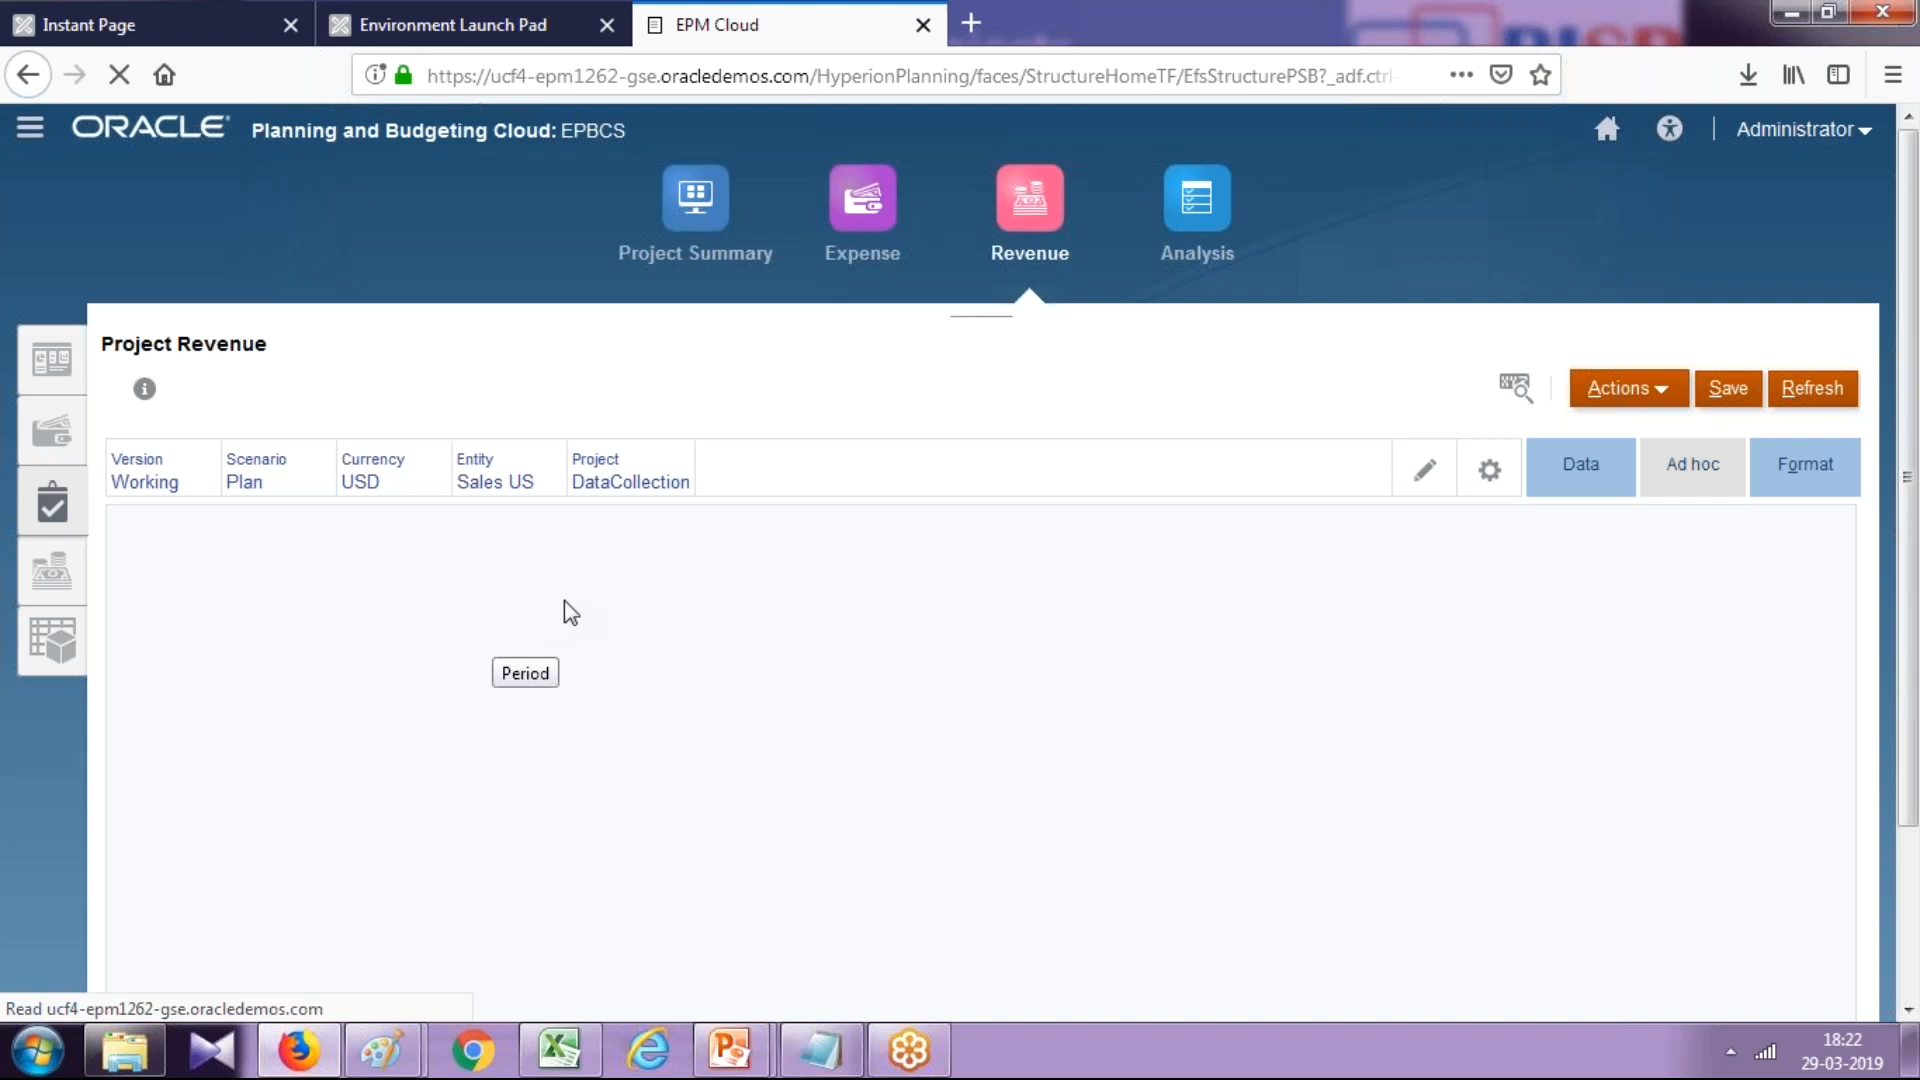 Instant Page
Environment Launch Pad
EPM Cloud
https://ucf4-epm1262-gse.oracledemos.com/HyperionPlanning/faces/StructureHomeTF/EfsStructurePSB?_adf.ctrl-
ORACLE Planning and Budgeting Cloud: EPBCS
Administrator
Project Summary
Expense
Revenue
Analysis
Project Revenue
Actions
Save
Refresh
Version
Working
Scenario
Plan
Currency
USD
Entity
Sales US
Project
DataCollection
Data
Ad hoc
Format
Period
Read ucf4-epm1262-gse.oracledemos.com
18:22
29-03-2019